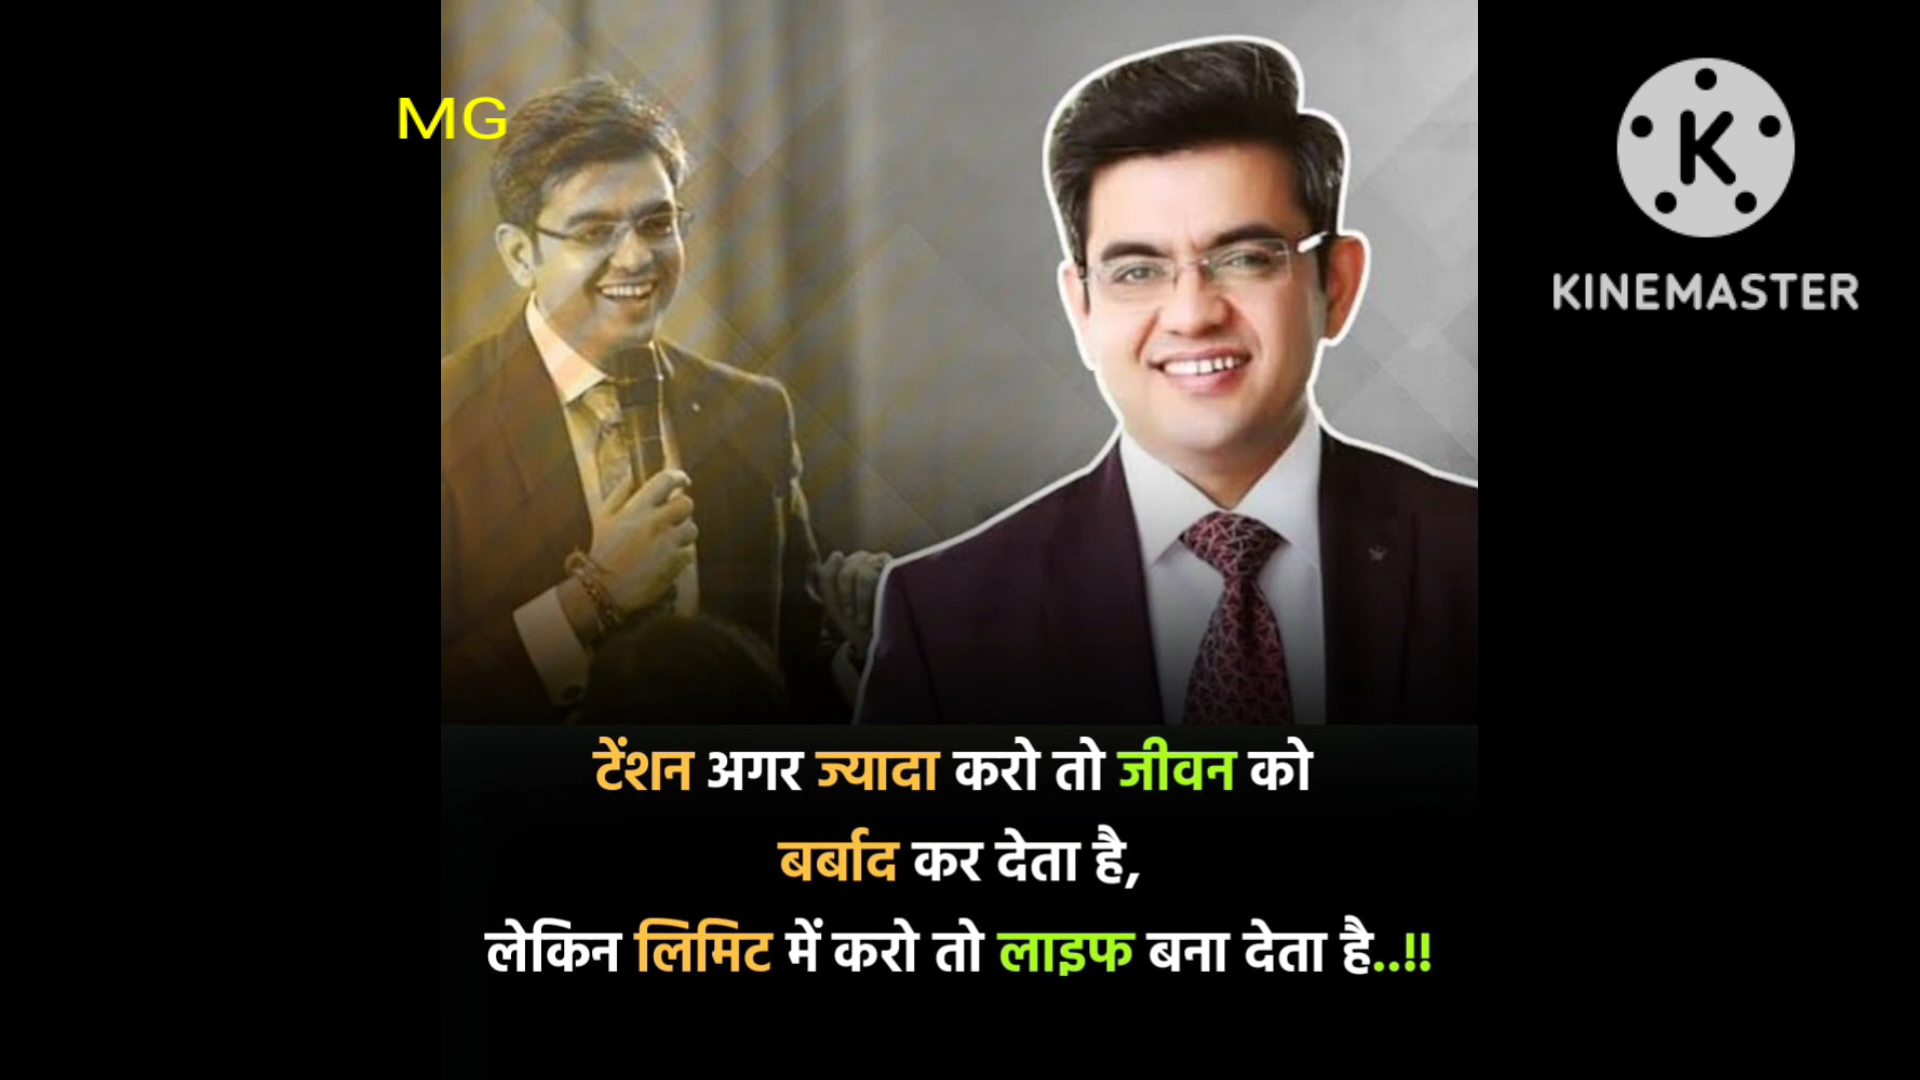 MG
KINEMASTER
टेंशन अगर ज्यादा करो तो जीवन को
बर्बाद कर देता है,
लेकिन लिमिट में करो तो लाइफ बना देता है..!!